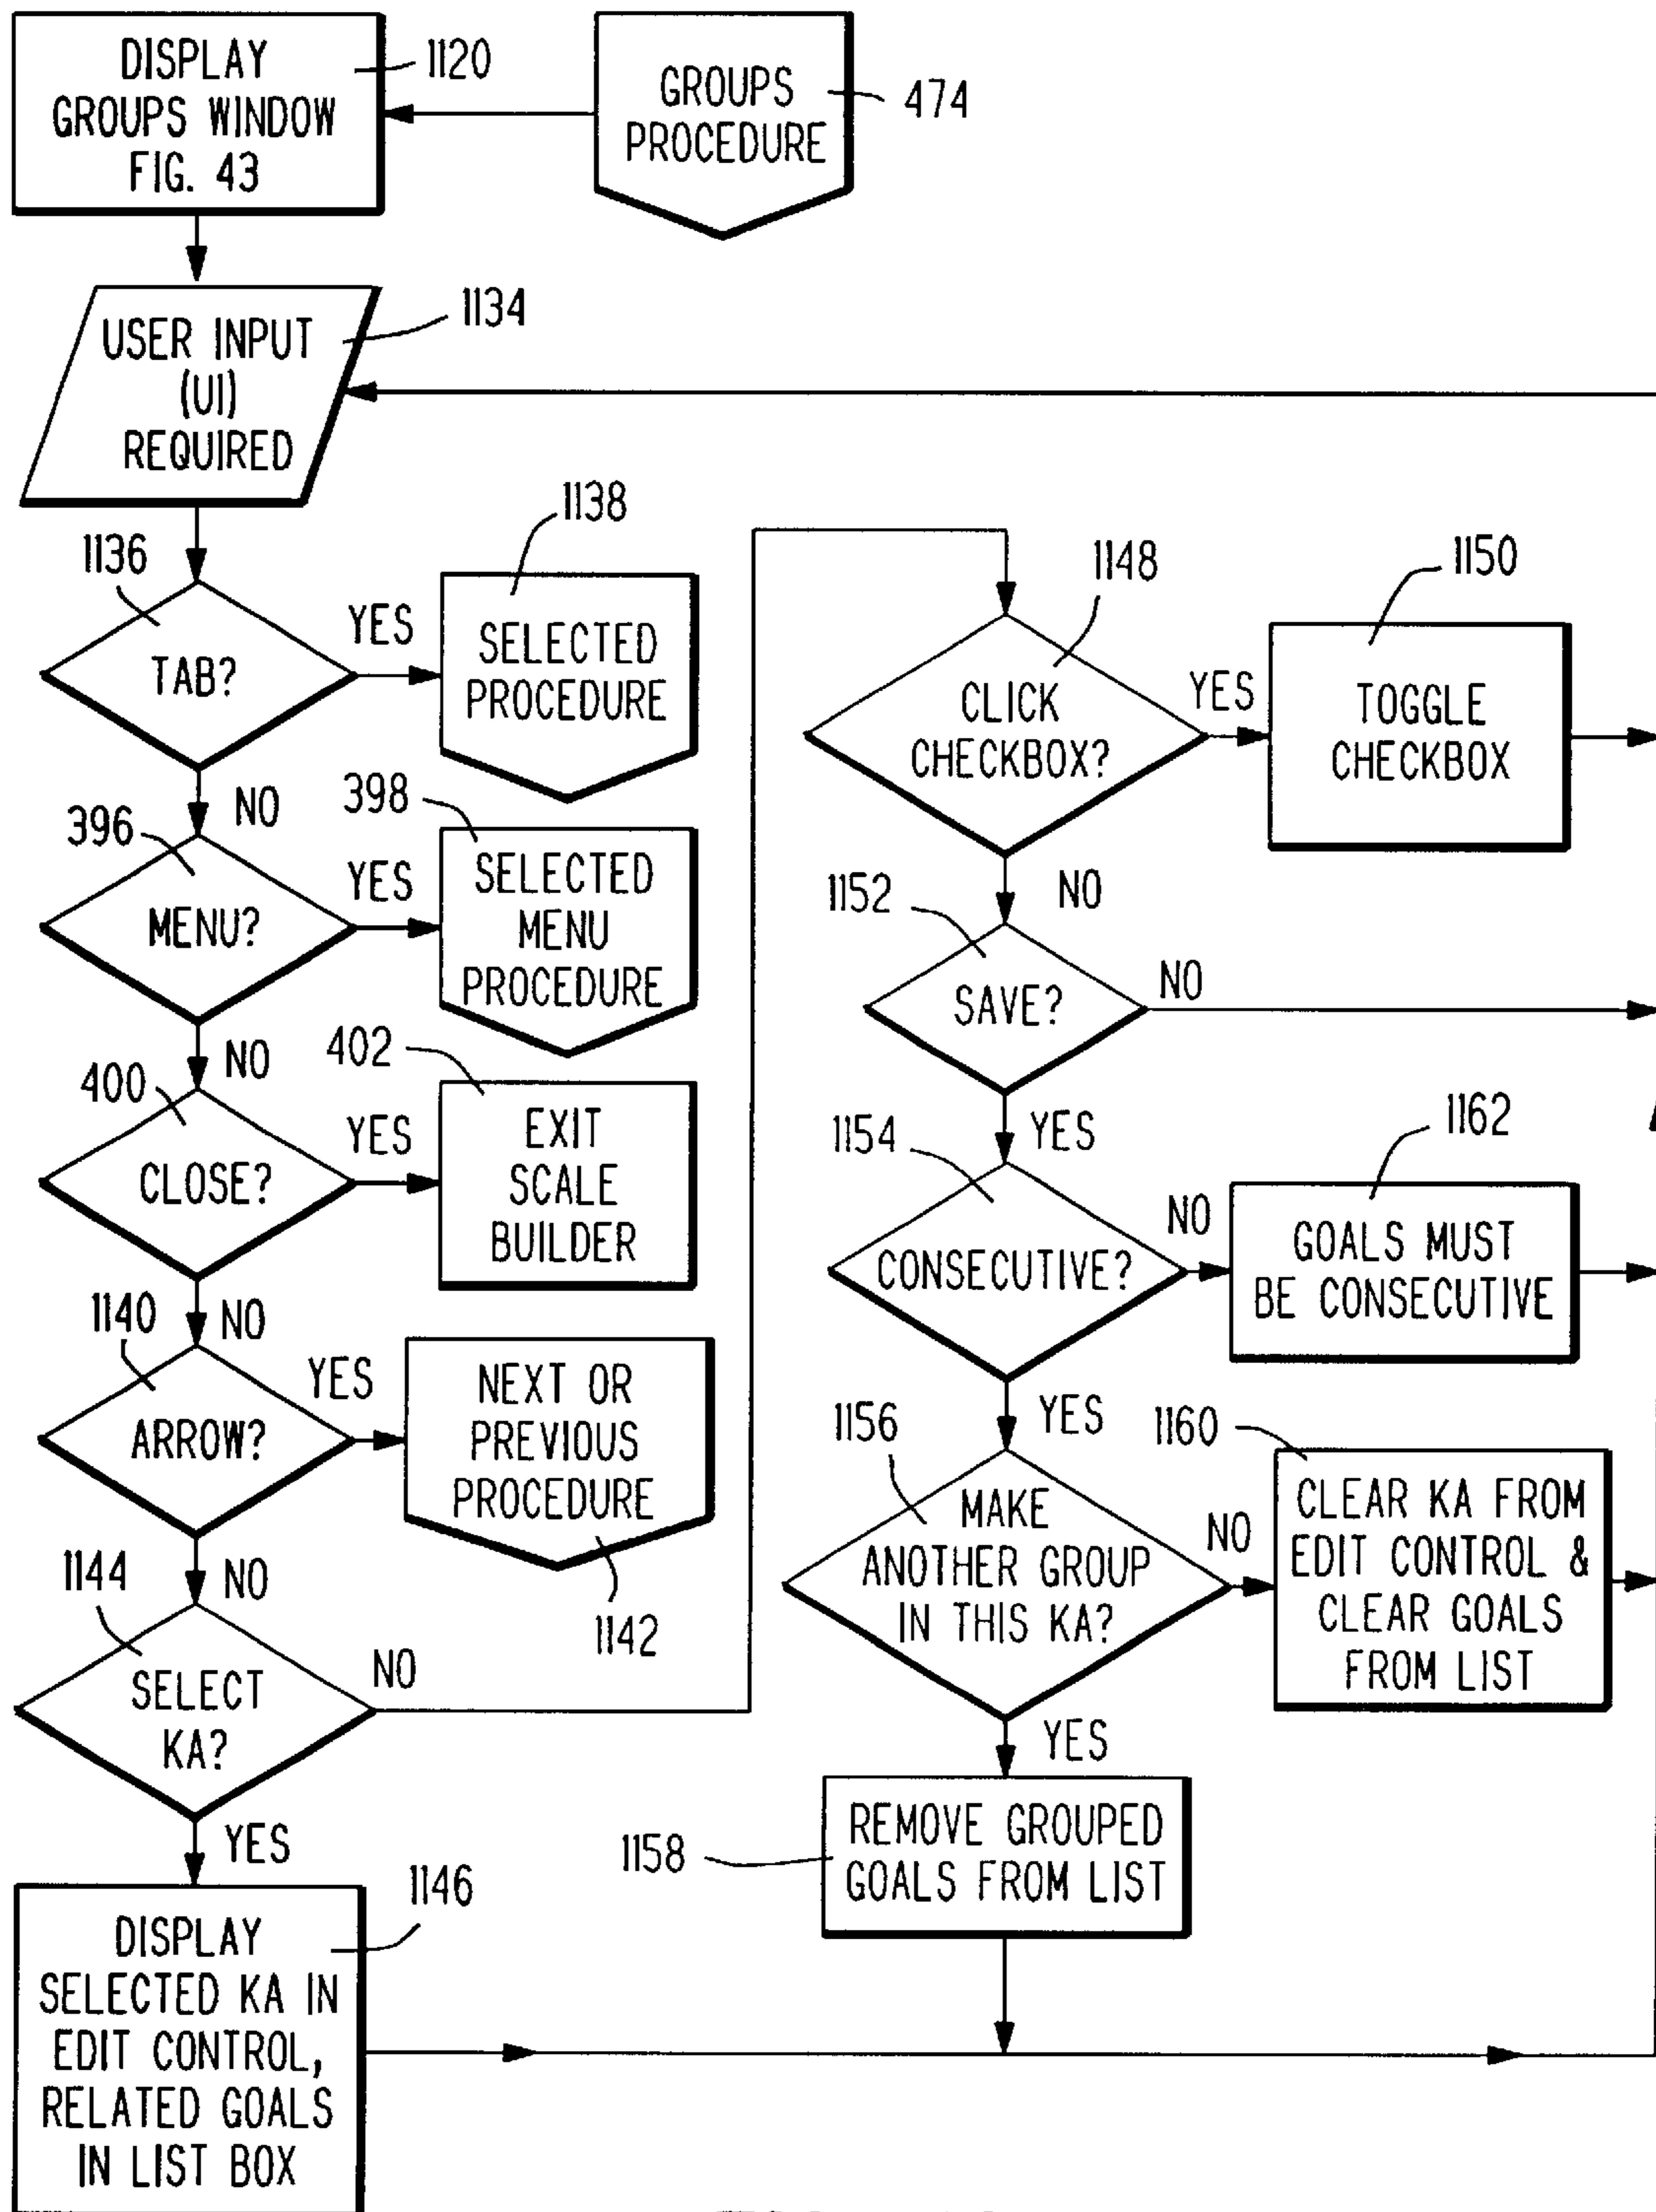 DISPLAY
GROUPS WINDOW
FIG. 43
1120
GROUPS
PROCEDURE
474
USER INPUT
(UI)
REQUIRED
1134
1136
TAB?
YES
1138
SELECTED
PROCEDURE
NO
396
MENU?
YES
398
SELECTED
MENU
PROCEDURE
NO
400
CLOSE?
YES
402
EXIT
SCALE
BUILDER
NO
1140
ARROW?
YES
NEXT OR
PREVIOUS
PROCEDURE
1142
NO
1144
SELECT
KA?
NO
YES
1146
DISPLAY
SELECTED KA IN
EDIT CONTROL,
RELATED GOALS
IN LIST BOX
1148
CLICK
CHECKBOX?
YES
1150
TOGGLE
CHECKBOX
NO
1152
SAVE?
NO
YES
1154
CONSECUTIVE?
NO
1162
GOALS MUST
BE CONSECUTIVE
YES
1156
MAKE
ANOTHER GROUP
IN THIS KA?
NO
1160
CLEAR KA FROM
EDIT CONTROL &
CLEAR GOALS
FROM LIST
YES
1158
REMOVE GROUPED
GOALS FROM LIST